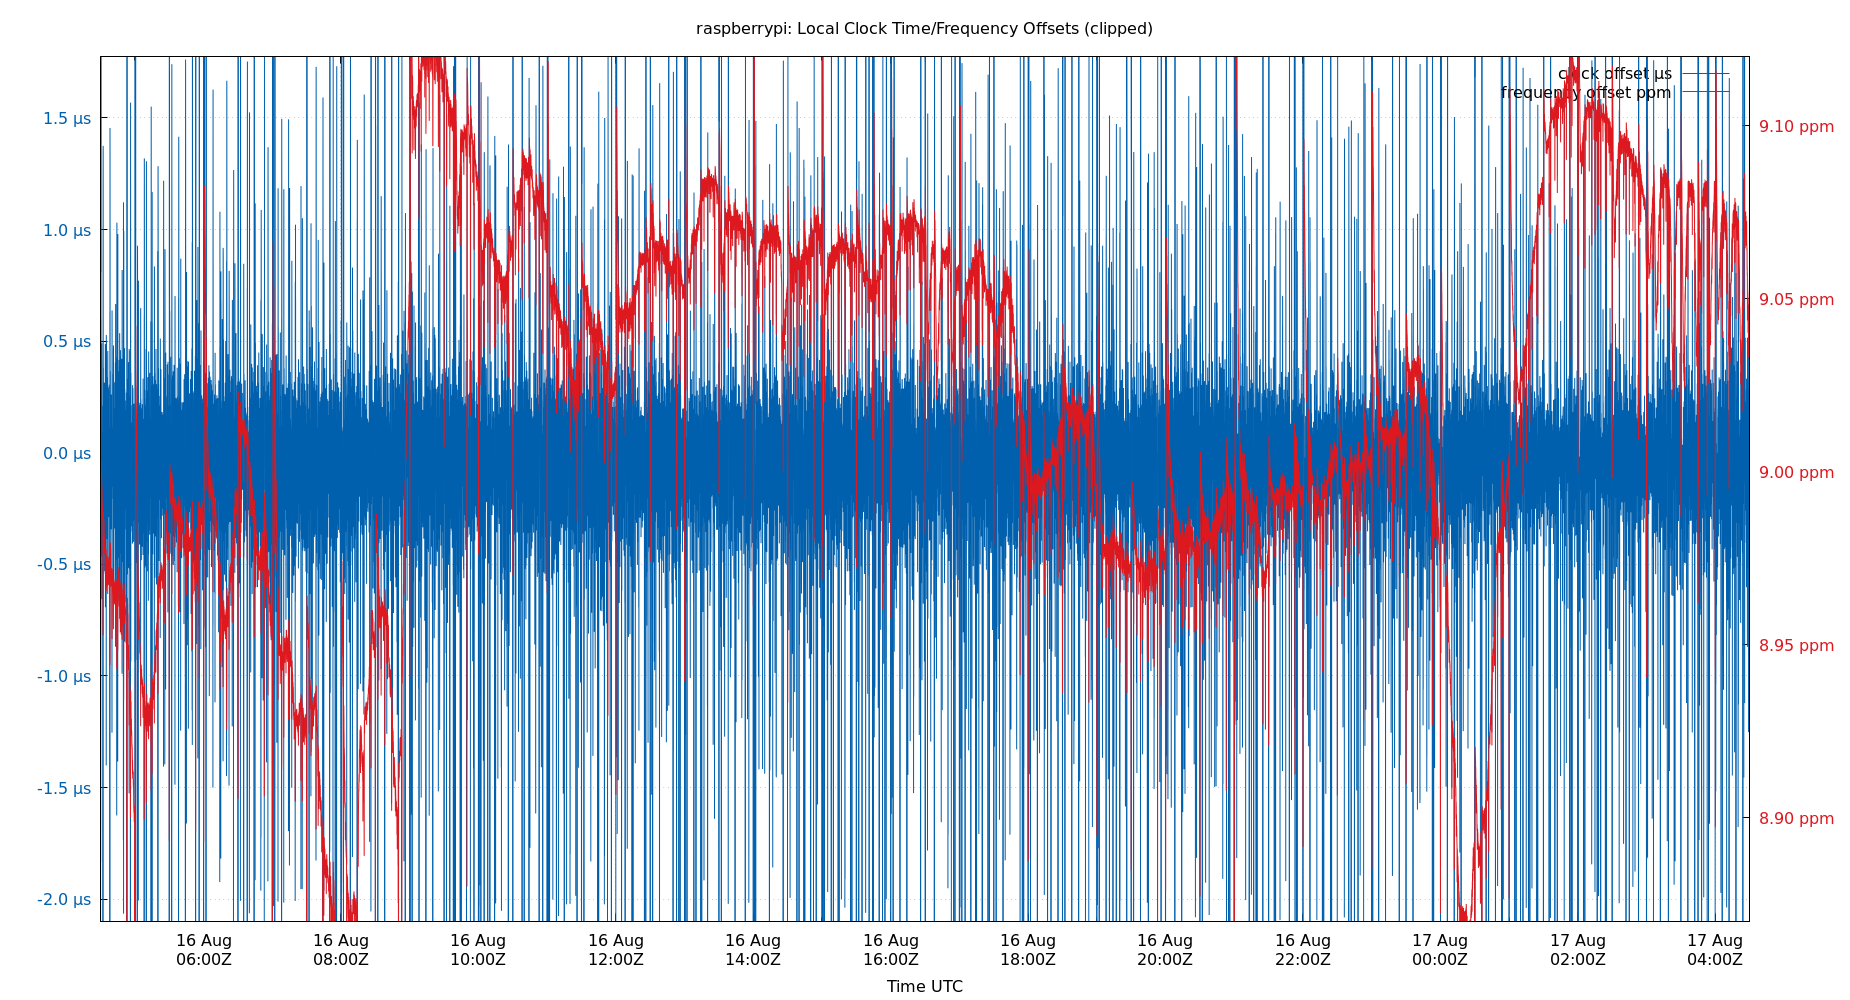 raspberrypi: Local Clock Time/Frequency Offsets (clipped)
clock offset µs
frequency offset ppm
1.5 µs
1.0 µs
0.5 µs
0.0 µs
-0.5 µs
-1.0 µs
-1.5 µs
-2.0 µs
9.10 ppm
9.05 ppm
9.00 ppm
8.95 ppm
8.90 ppm
16 Aug 16 Aug 16 Aug 16 Aug 16 Aug 16 Aug 16 Aug 16 Aug 16 Aug 17 Aug 17 Aug 17 Aug
06:00Z 08:00Z 10:00Z 12:00Z 14:00Z 16:00Z 18:00Z 20:00Z 22:00Z 00:00Z 02:00Z 04:00Z
Time UTC